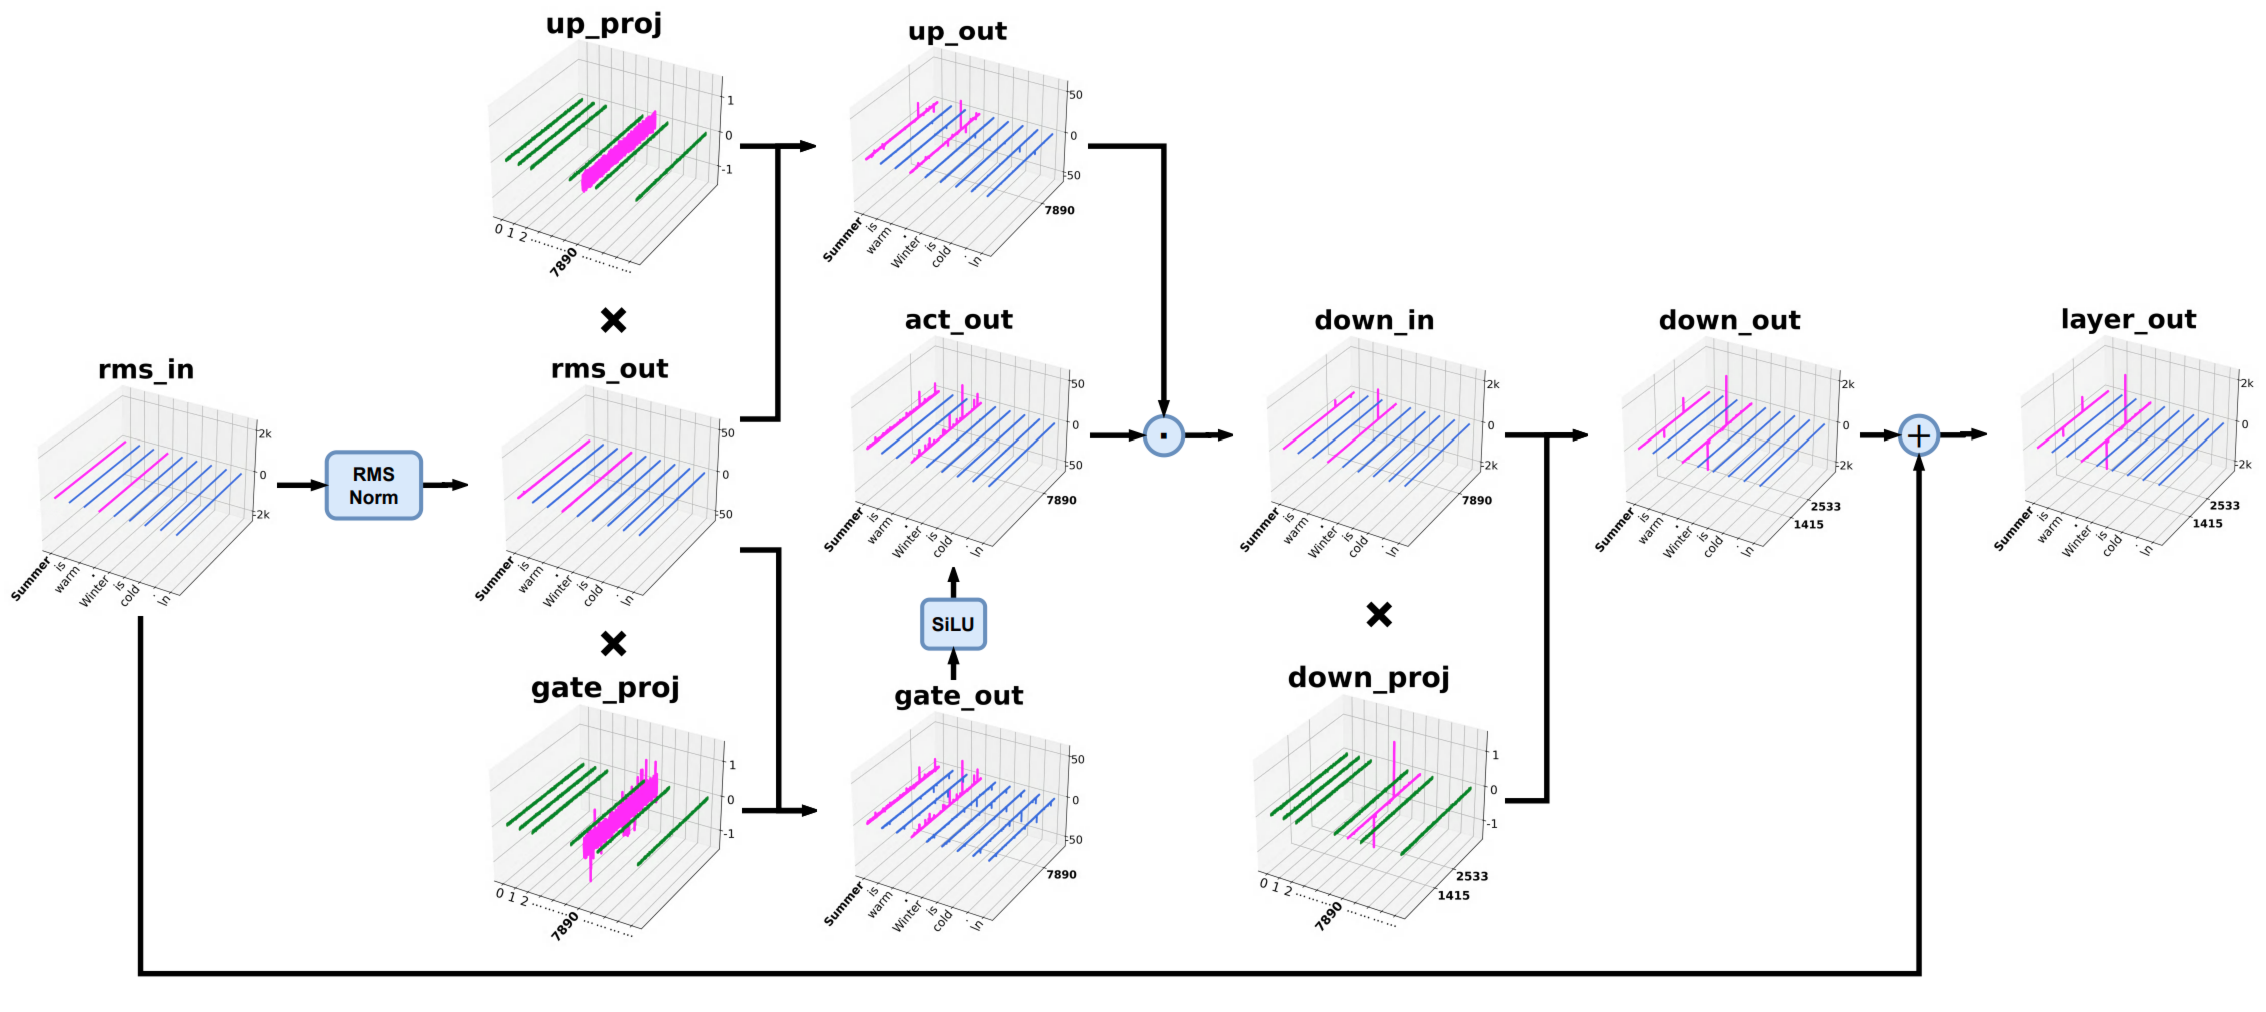 up_proj
1
0
-1
0 1 2 ......... 7890 ... ... ...
up_out
50
0
50
7890
Summer is warm . Winter is cold . \n
×
act_out
50
0
50
7890
Summer is warm . Winter is cold . \n
rms_in
2k
0
-2k
Summer is warm . Winter is cold . \n
RMS
Norm
rms_out
50
0
50
Summer is warm . Winter is cold . \n
·
down_in
2k
0
-2k
7890
Summer is warm . Winter is cold . \n
down_out
2k
0
-2k
2533
1415
Summer is warm . Winter is cold . \n
+
layer_out
2k
0
-2k
2533
1415
Summer is warm . Winter is cold . \n
×
gate_proj
1
0
-1
0 1 2 ......... 7890 ... ... ...
SiLU
gate_out
50
0
50
7890
Summer is warm . Winter is cold . \n
×
down_proj
1
0
-1
2533
1415
0 1 2 ......... 7890 ... ... ...